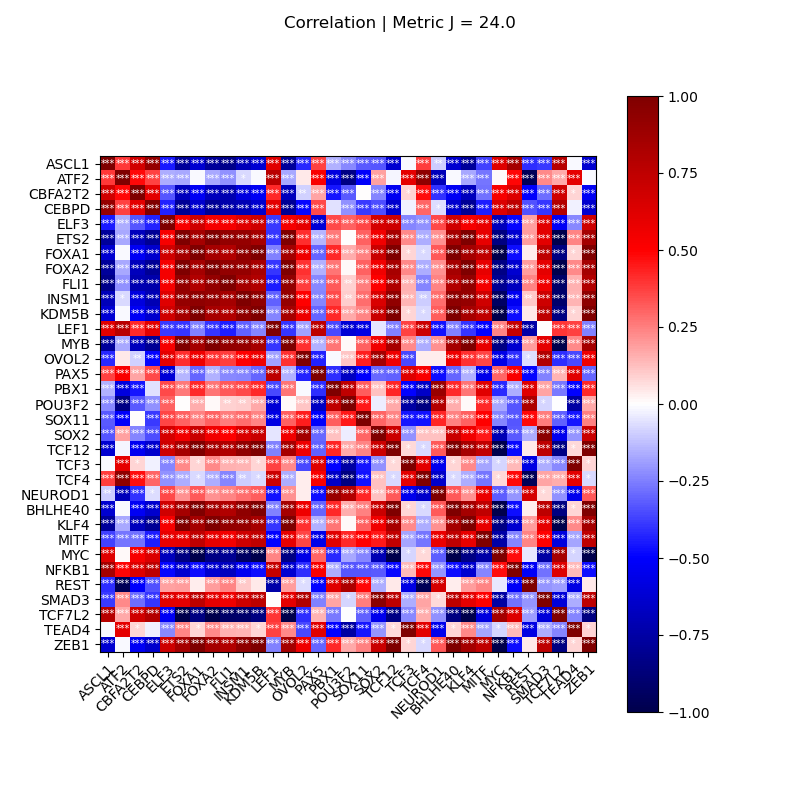 Correlation | Metric J = 24.0
ASCL1
ATF2
CBFA2T2
CEBPD
ELF3
ETS2
FOXA1
FOXA2
FLI1
INSM1
KDM5B
LEF1
MYB
OVOL2
PAX5
PBX1
POU3F2
SOX11
SOX2
TCF12
TCF3
TCF4
NEUROD1
BHLHE40
KLF4
MITF
MYC
NFKB1
REST
SMAD3
TCF7L2
TEAD4
ZEB1
ASCL1
ATF2
CBFA2T2
CEBPD
ELF3
ETS2
FOXA1
FOXA2
FLI1
INSM1
KDM5B
LEF1
MYB
OVOL2
PAX5
PBX1
POU3F2
SOX11
SOX2
TCF12
TCF3
TCF4
NEUROD1
BHLHE40
KLF4
MITF
MYC
NFKB1
REST
SMAD3
TCF7L2
TEAD4
ZEB1
1.00
0.75
0.50
0.25
0.00
−0.25
−0.50
−0.75
−1.00